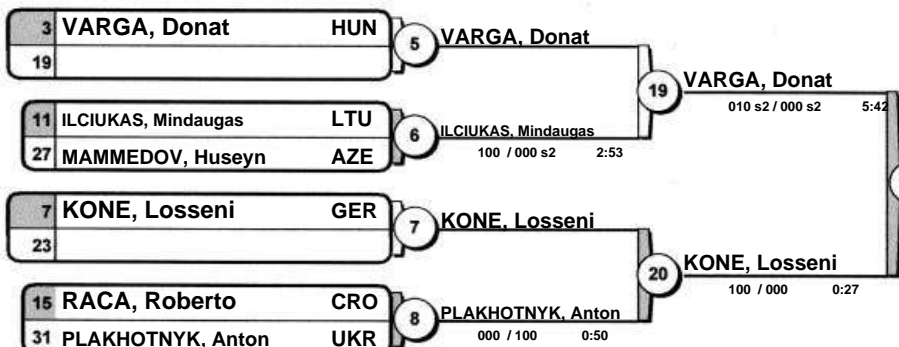 3 VARGA, Donat HUN
19
5
VARGA, Donat
11 ILCIUKAS, Mindaugas LTU
27 MAMMEDOV, Huseyn AZE
6
ILCIUKAS, Mindaugas
100 / 000 s2 2:53
19
VARGA, Donat
010 s2 / 000 s2 5:42
7 KONE, Losseni GER
23
7
KONE, Losseni
15 RACA, Roberto CRO
31 PLAKHOTNYK, Anton UKR
8
PLAKHOTNYK, Anton
000 / 100 0:50
20
KONE, Losseni
100 / 000 0:27